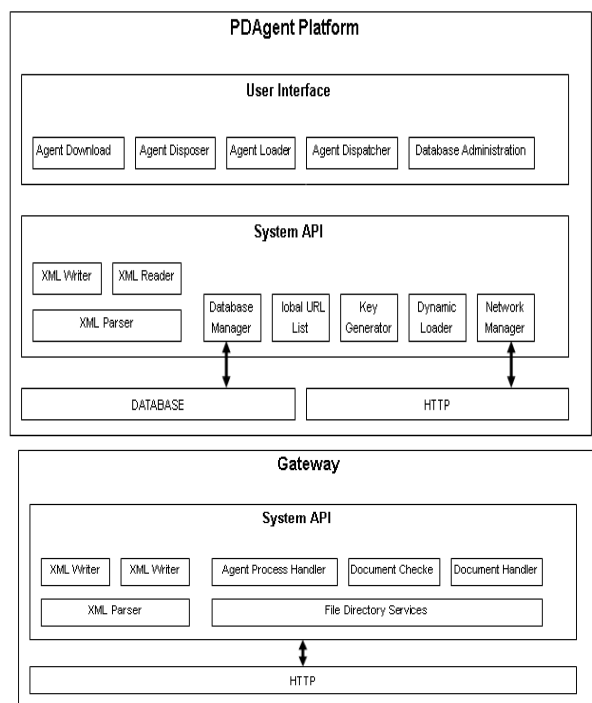 PDAgent Platform
User Interface
Agent Download
Agent Disposer
Agent Loader
Agent Dispatcher
Database Administration
System API
XML Writer
XML Reader
XML Parser
Database
Manager
lobal URL
List
Key
Generator
Dynamic
Loader
Network
Manager
DATABASE
HTTP
Gateway
System API
XML Writer
XML Writer
Agent Process Handler
Document Checke
Document Handler
XML Parser
File Directory Services
HTTP